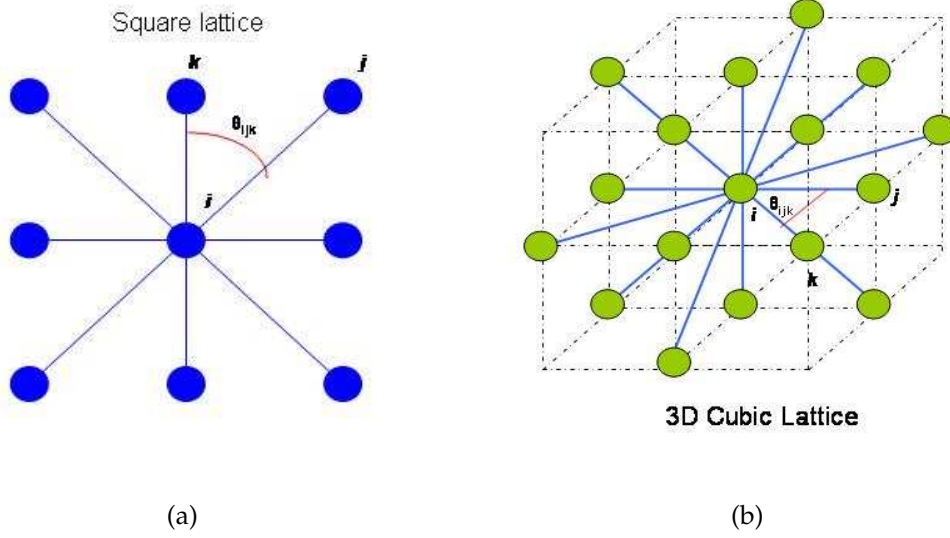 Square lattice
k
j
θijk
i
θijk
i
j
k
3D Cubic Lattice
(a)
(b)